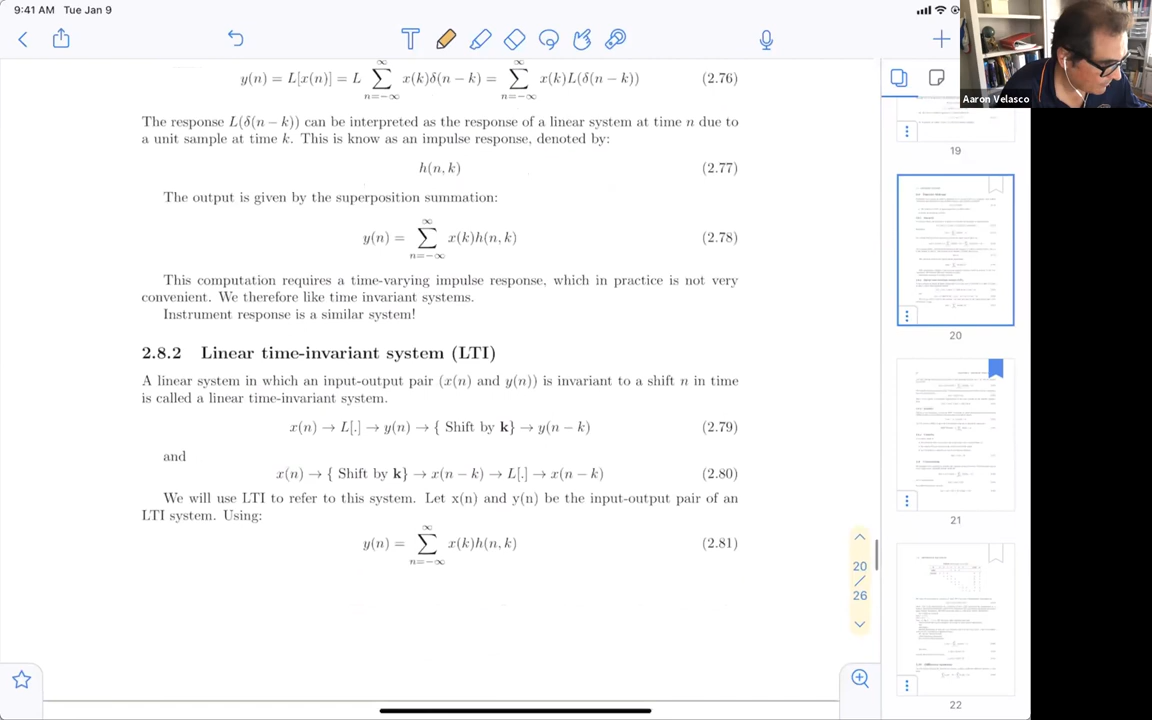 9:41 AM Tue Jan 9
Aaron Velasco
y(n) = L[x(n)] = L ∑ n=−∞ ∞ x(k)δ(n − k) = ∑ n=−∞ ∞ x(k)L(δ(n − k)) (2.76)
The response L(δ(n − k)) can be interpreted as the response of a linear system at time n due to
a unit sample at time k. This is know as an impulse response, denoted by:
h(n, k) (2.77)
The output is given by the superposition summation:
y(n) = ∑ n=−∞ ∞ x(k)h(n, k) (2.78)
This computation requires a time-varying impulse response, which in practice is not very
convenient. We therefore like time invariant systems.
Instrument response is a similar system!
2.8.2 Linear time-invariant system (LTI)
A linear system in which an input-output pair (x(n) and y(n)) is invariant to a shift n in time
is called a linear time-invariant system.
x(n) → L[.] → y(n) → { Shift by k} → y(n − k) (2.79)
and
x(n) → { Shift by k} → x(n − k) → L[.] → x(n − k) (2.80)
We will use LTI to refer to this system. Let x(n) and y(n) be the input-output pair of an
LTI system. Using:
y(n) = ∑ n=−∞ ∞ x(k)h(n, k) (2.81)
20
/
26
19
20
21
22